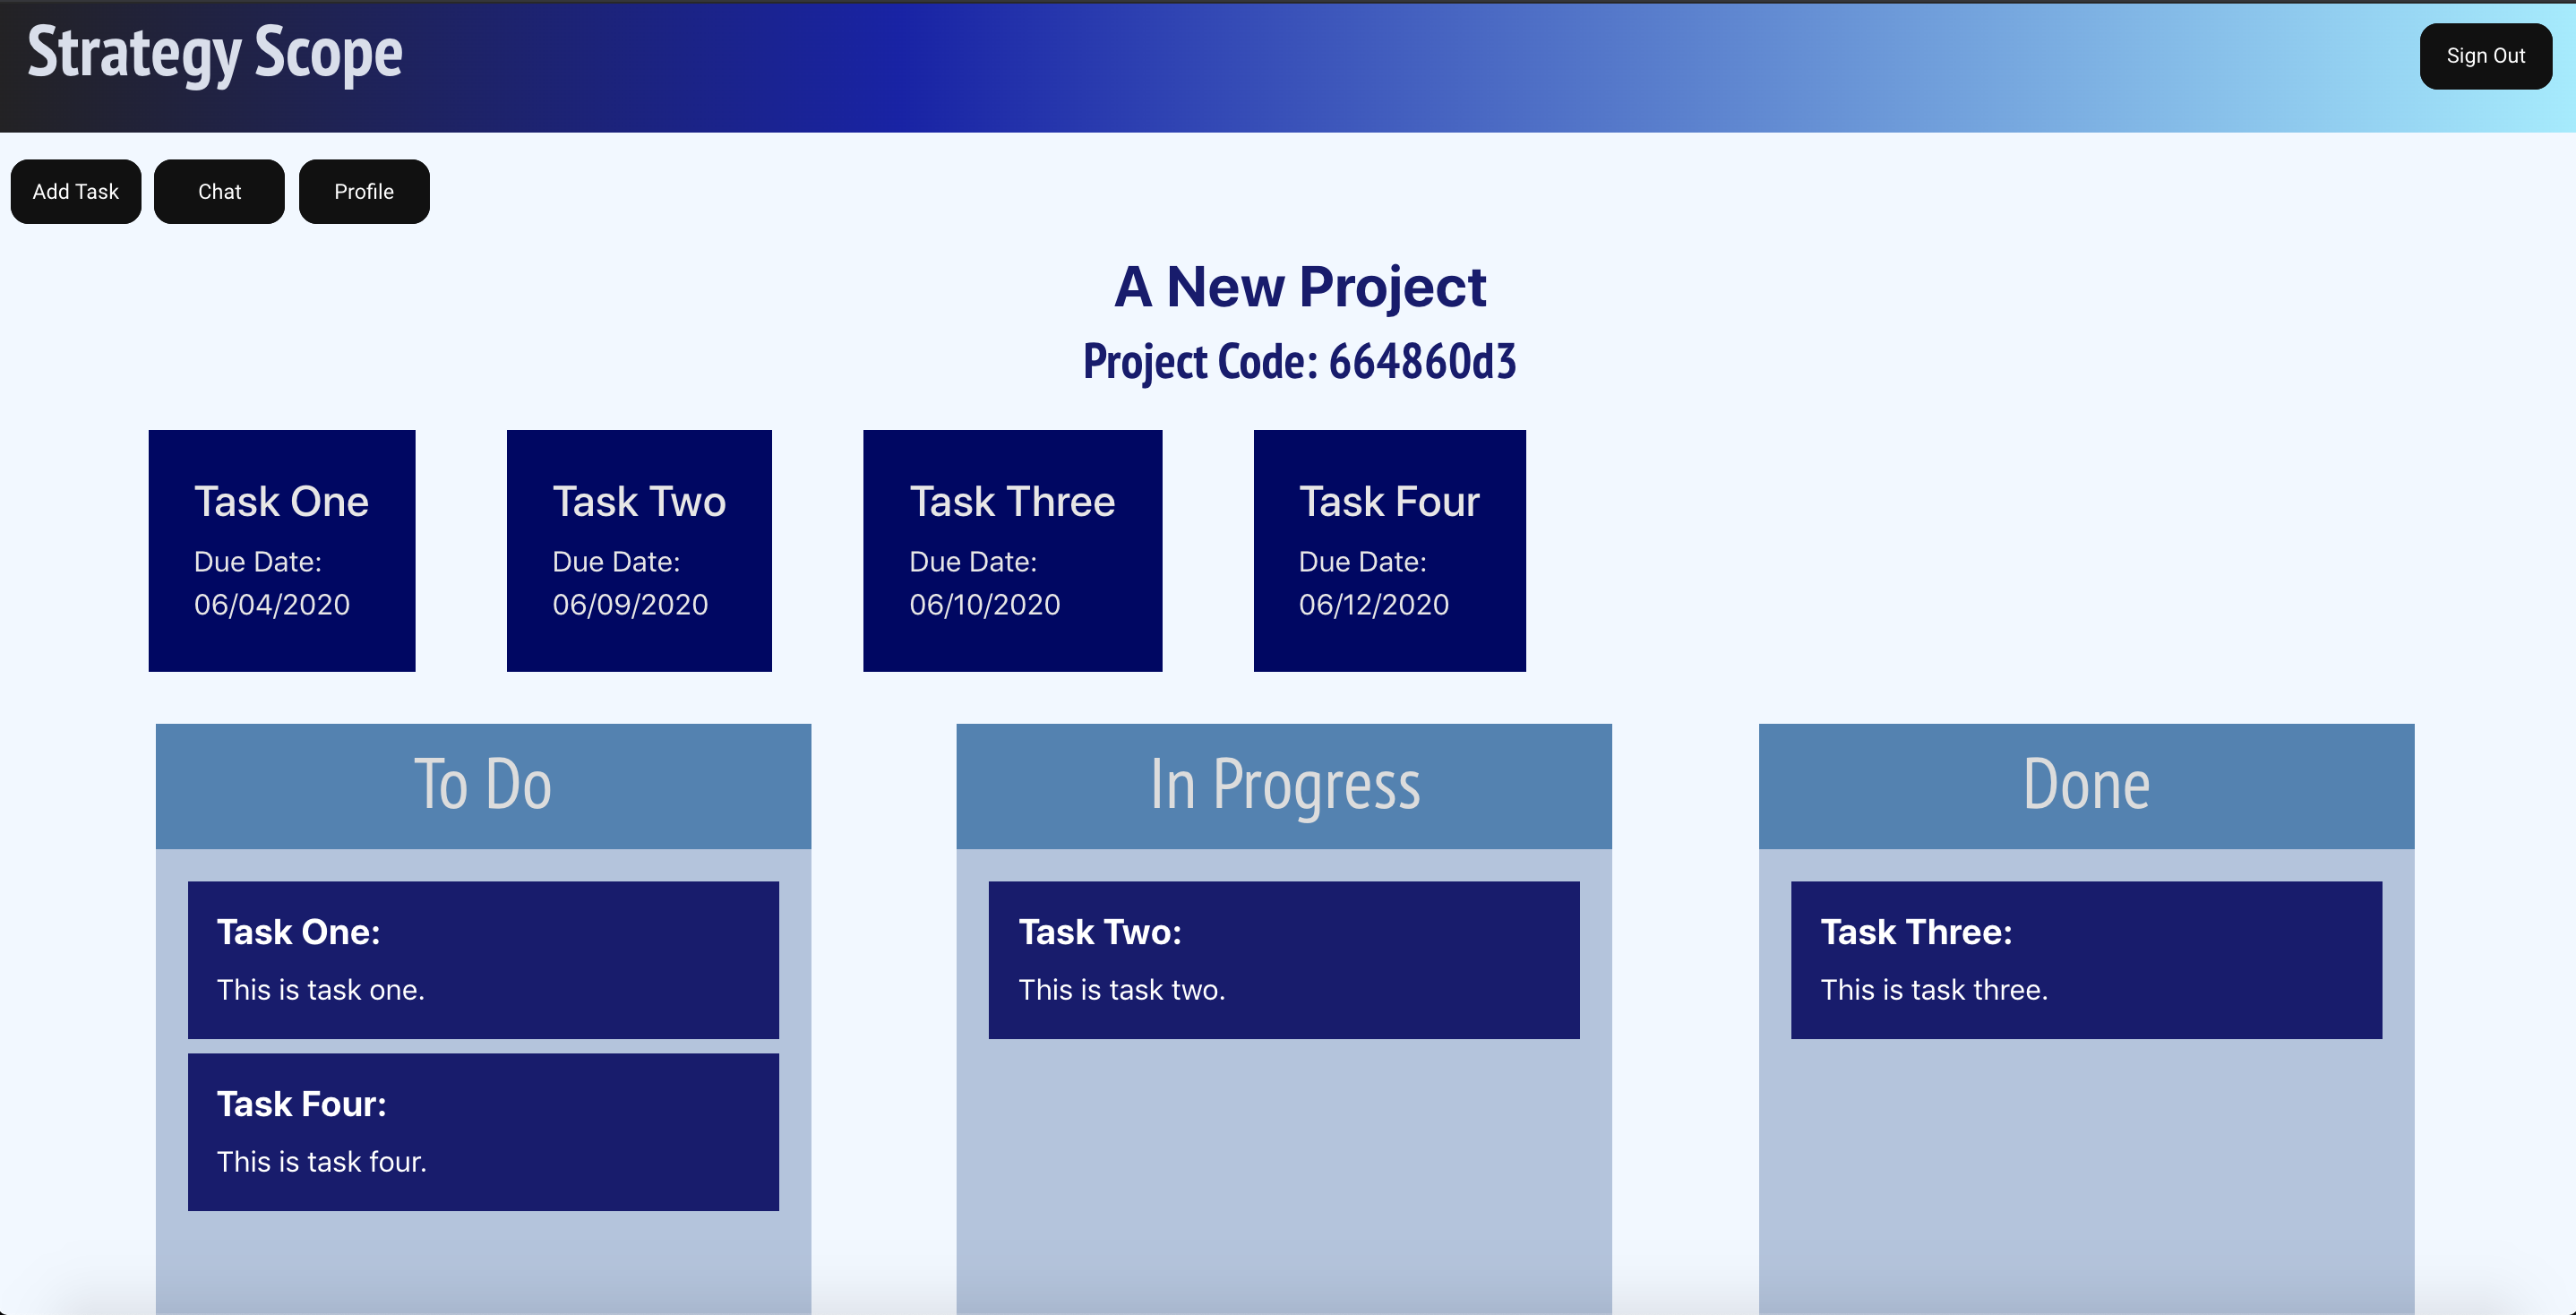 Strategy Scope
Sign Out
Add Task
Chat
Profile
A New Project
Project Code: 664860d3
Task One
Due Date:
06/04/2020
Task Two
Due Date:
06/09/2020
Task Three
Due Date:
06/10/2020
Task Four
Due Date:
06/12/2020
To Do
Task One:
This is task one.
Task Four:
This is task four.
In Progress
Task Two:
This is task two.
Done
Task Three:
This is task three.